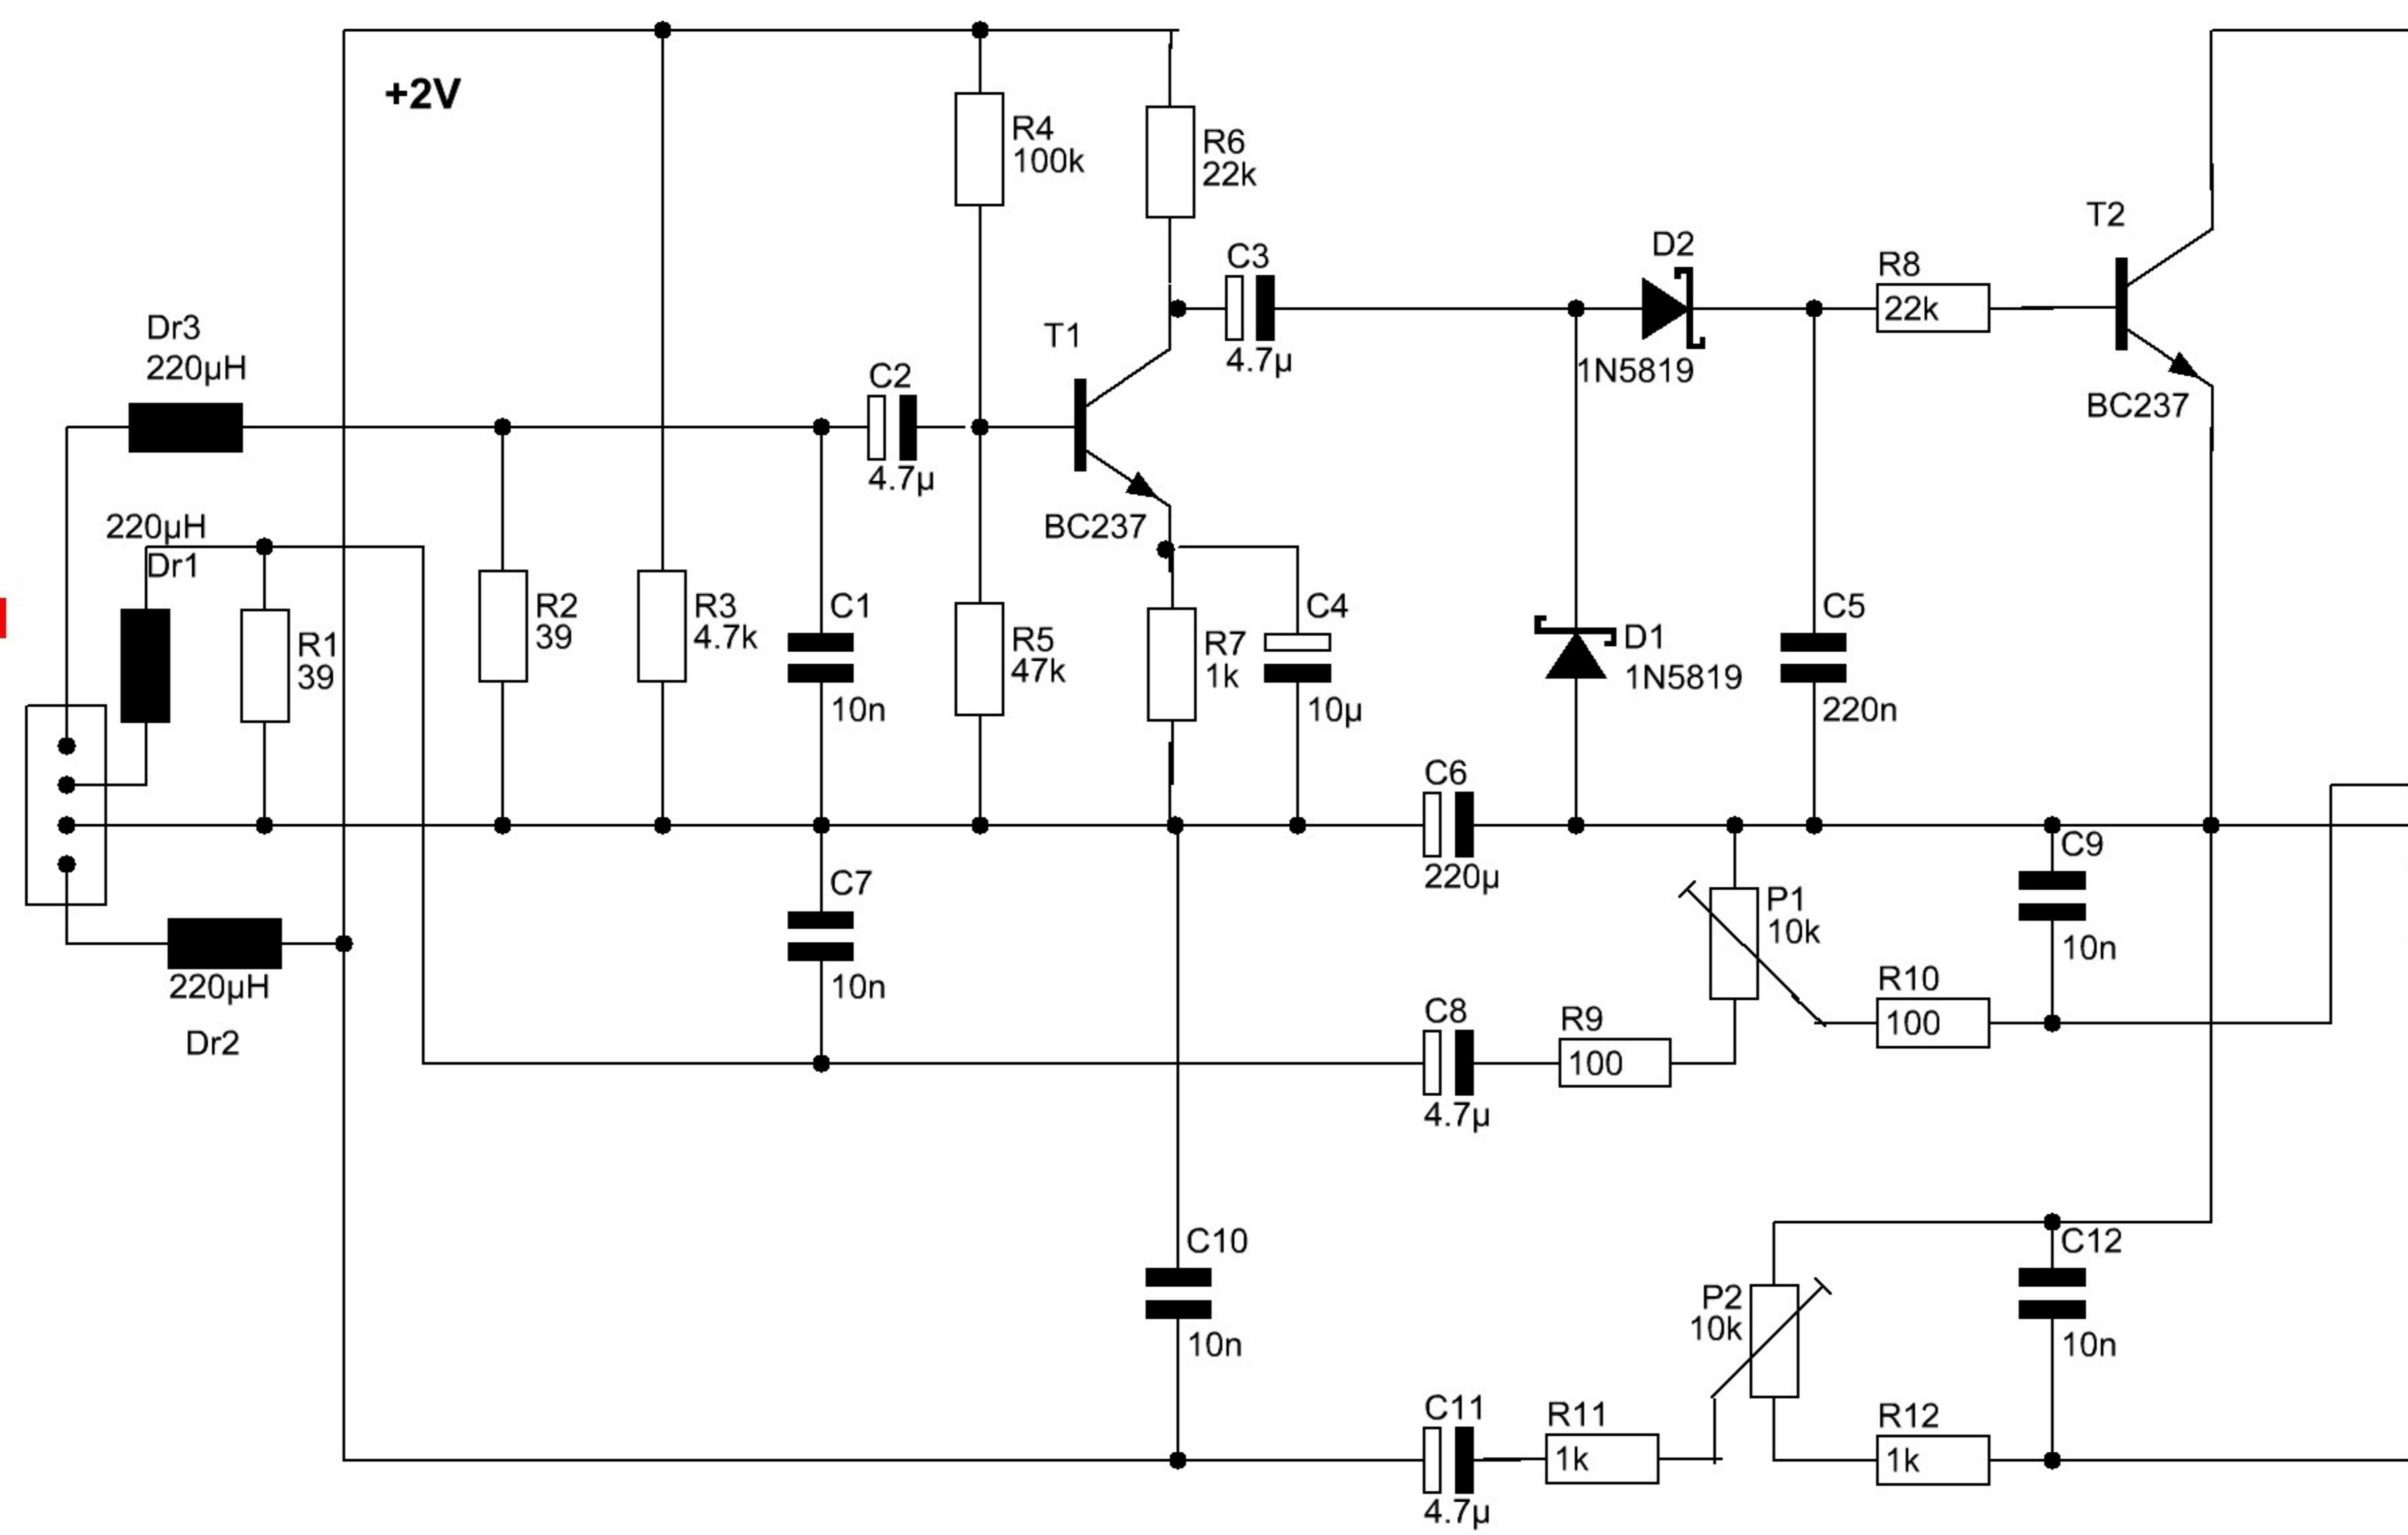 +2V
R4
100k
R6
22k
T2
D2
C3
R8
22k
4.7µ
1N5819
BC237
Dr3
220µH
T1
C2
4.7µ
BC237
220µH
Dr1
R1
39
R2
39
R3
4.7k
C1
10n
R5
47k
R7
1k
C4
10µ
D1
1N5819
C5
220n
C6
220µ
C9
10n
C7
10n
P1
10k
220µH
Dr2
C8
4.7µ
R9
100
R10
100
C10
10n
C12
10n
P2
10k
C11
4.7µ
R11
1k
R12
1k